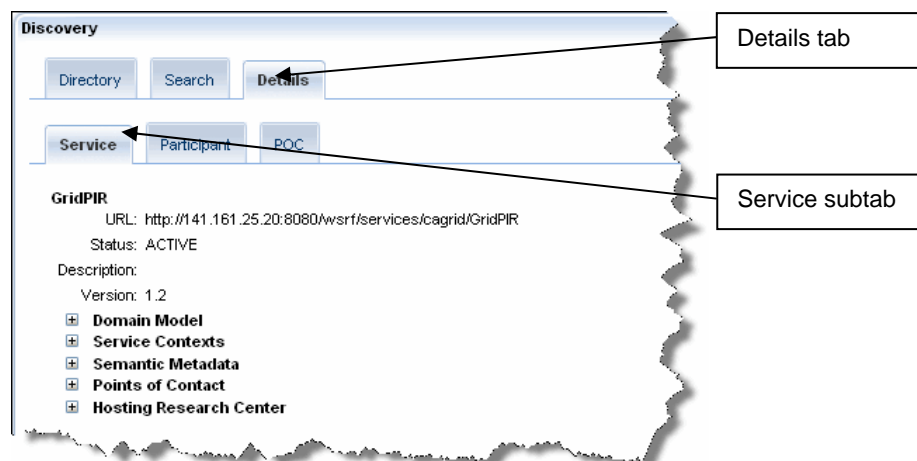 Discovery
Details tab
Directory Search Details
Service Participant POC
Service subtab
GridPIR
URL: http://141.161.25.20:8080/wsrf/services/cagrid/GridPIR
Status: ACTIVE
Description:
Version: 1.2
Domain Model
Service Contexts
Semantic Metadata
Points of Contact
Hosting Research Center